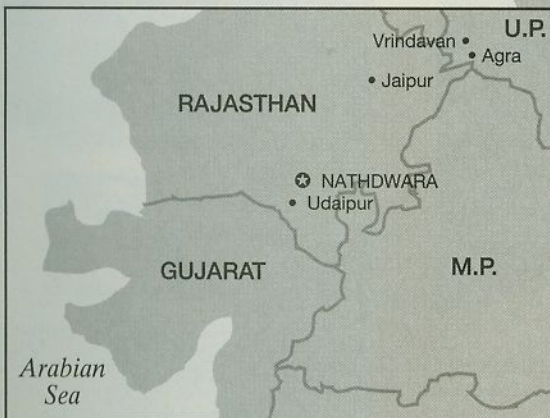 U.P.
Vrindavan
Agra
Jaipur
RAJASTHAN
NATHDWARA
Udaipur
GUJARAT
M.P.
Arabian
Sea